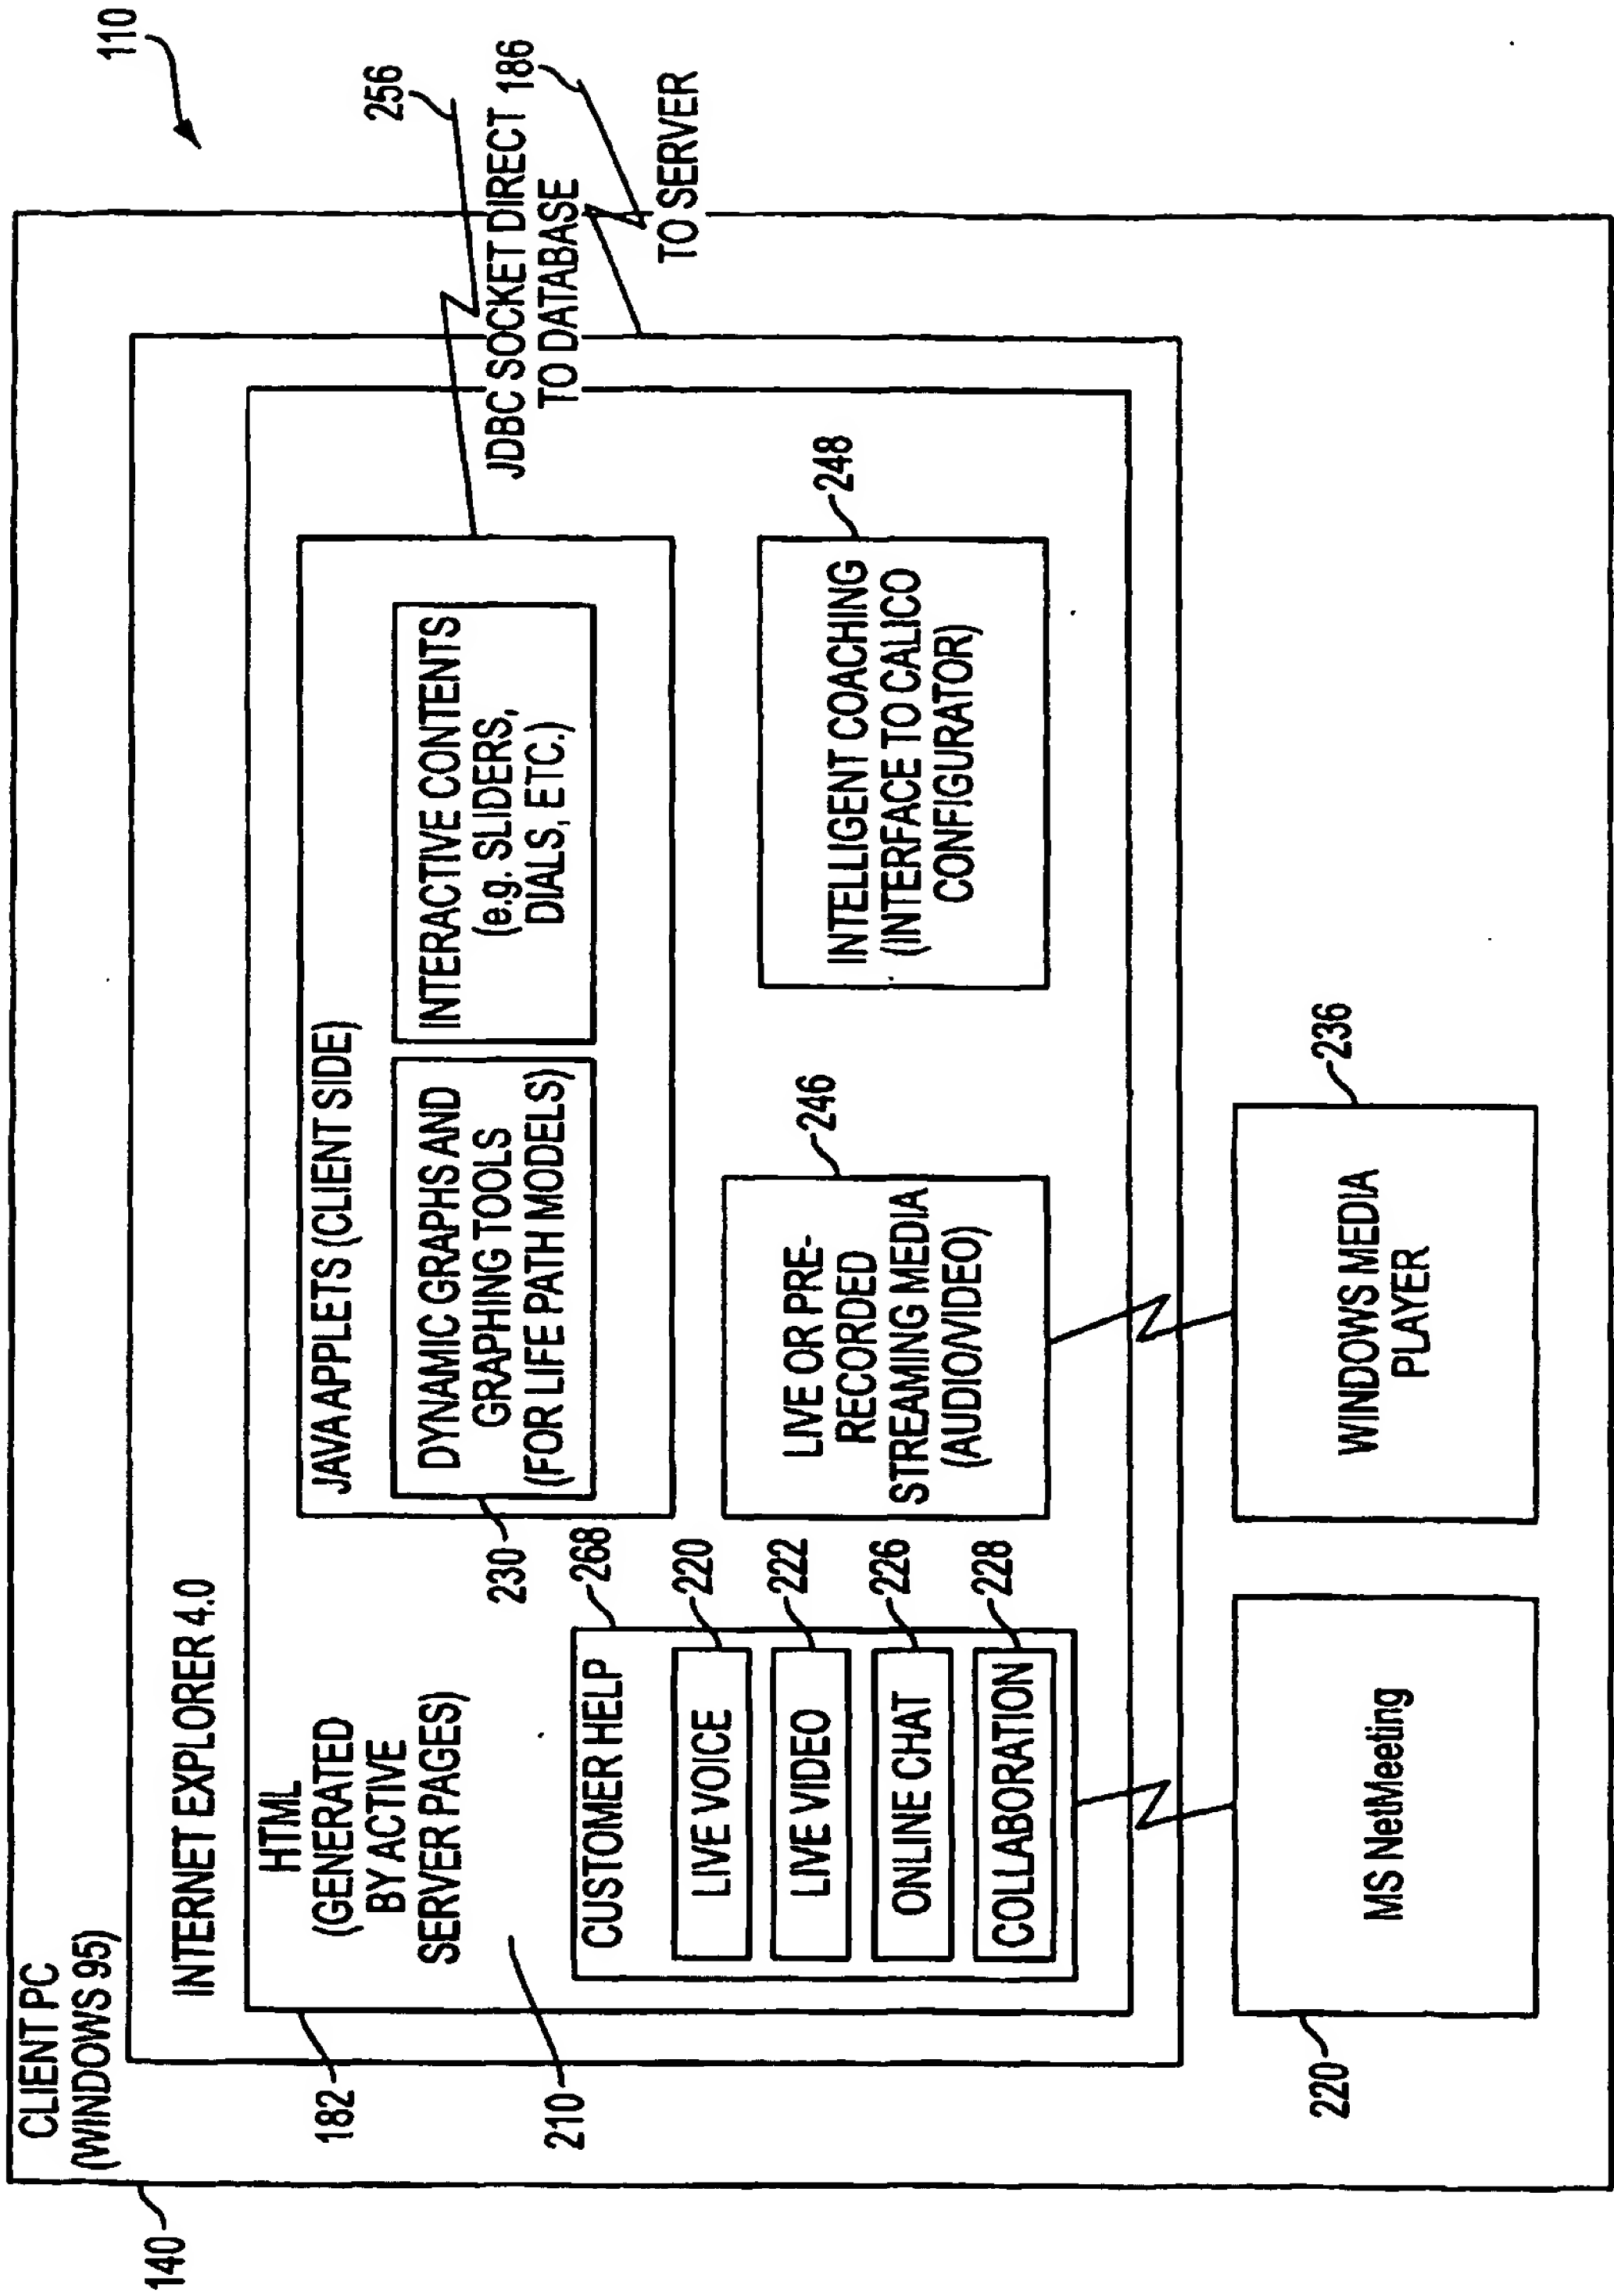 110
CLIENT PC
(WINDOWS 95)
140
INTERNET EXPLORER 4.0
182
HTML
(GENERATED
BY ACTIVE
SERVER PAGES)
210
JAVA APPLETS (CLIENT SIDE)
DYNAMIC GRAPHS AND
GRAPHING TOOLS
(FOR LIFE PATH MODELS)
230
INTERACTIVE CONTENTS
(e.g. SLIDERS,
DIALS, ETC.)
256
JDBC SOCKET DIRECT
TO DATABASE
186
TO SERVER
CUSTOMER HELP
268
LIVE VOICE
220
LIVE VIDEO
222
ONLINE CHAT
226
COLLABORATION
228
LIVE OR PRE-
RECORDED
STREAMING MEDIA
(AUDIO/VIDEO)
246
INTELLIGENT COACHING
(INTERFACE TO CALICO
CONFIGURATOR)
248
MS NetMeeting
220
WINDOWS MEDIA
PLAYER
236